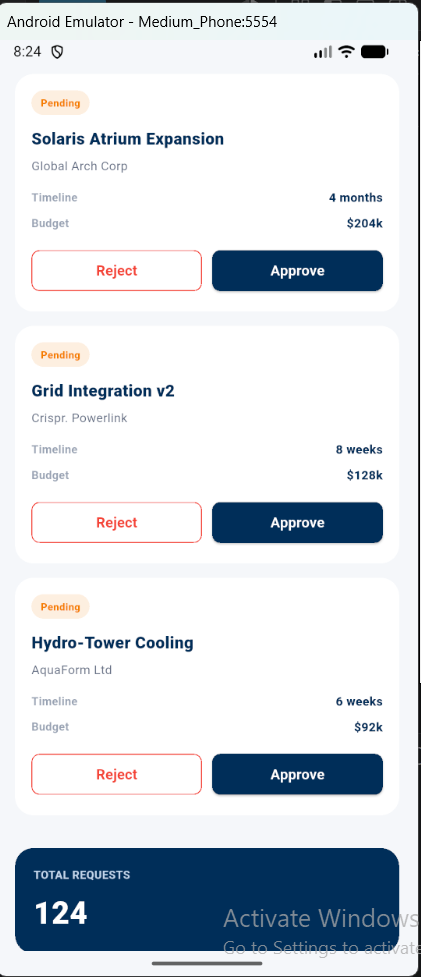 Android Emulator - Medium_Phone:5554
8:24
Pending
Solaris Atrium Expansion
Global Arch Corp
Timeline 4 months
Budget $204k
Reject Approve
Pending
Grid Integration v2
Crispr. Powerlink
Timeline 8 weeks
Budget $128k
Reject Approve
Pending
Hydro-Tower Cooling
AquaForm Ltd
Timeline 6 weeks
Budget $92k
Reject Approve
TOTAL REQUESTS
124
Activate Windows
Go to Settings to activate